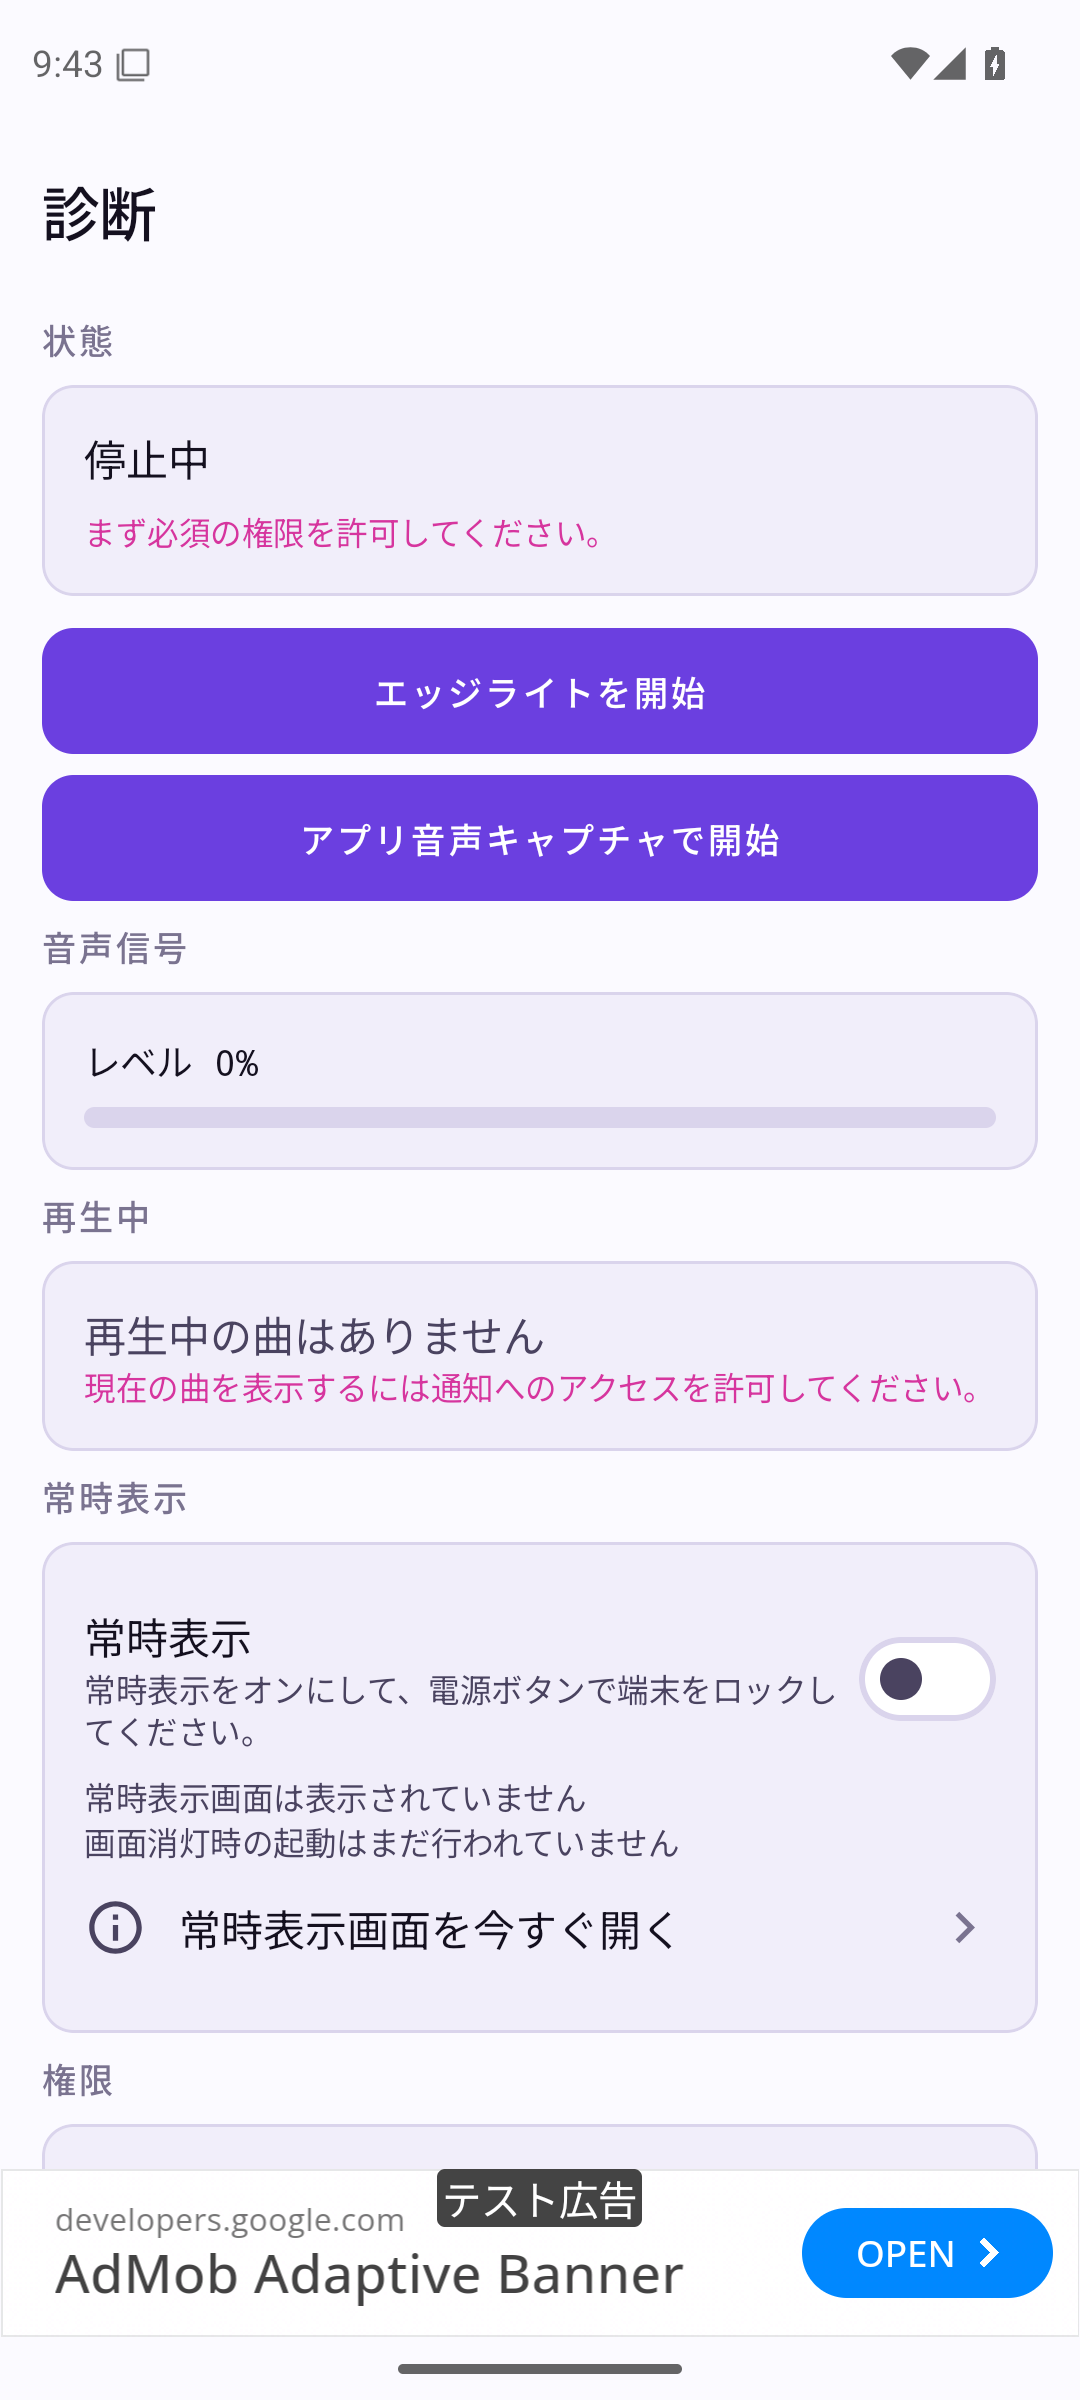 9:43
診断
状態
停止中
まず必須の権限を許可してください。
エッジライトを開始
アプリ音声キャプチャで開始
音声信号
レベル 0%
再生中
再生中の曲はありません
現在の曲を表示するには通知へのアクセスを許可してください。
常時表示
常時表示
常時表示をオンにして、電源ボタンで端末をロックし
てください。
常時表示画面は表示されていません
画面消灯時の起動はまだ行われていません
常時表示画面を今すぐ開く
権限
テスト広告
developers.google.com
AdMob Adaptive Banner
OPEN